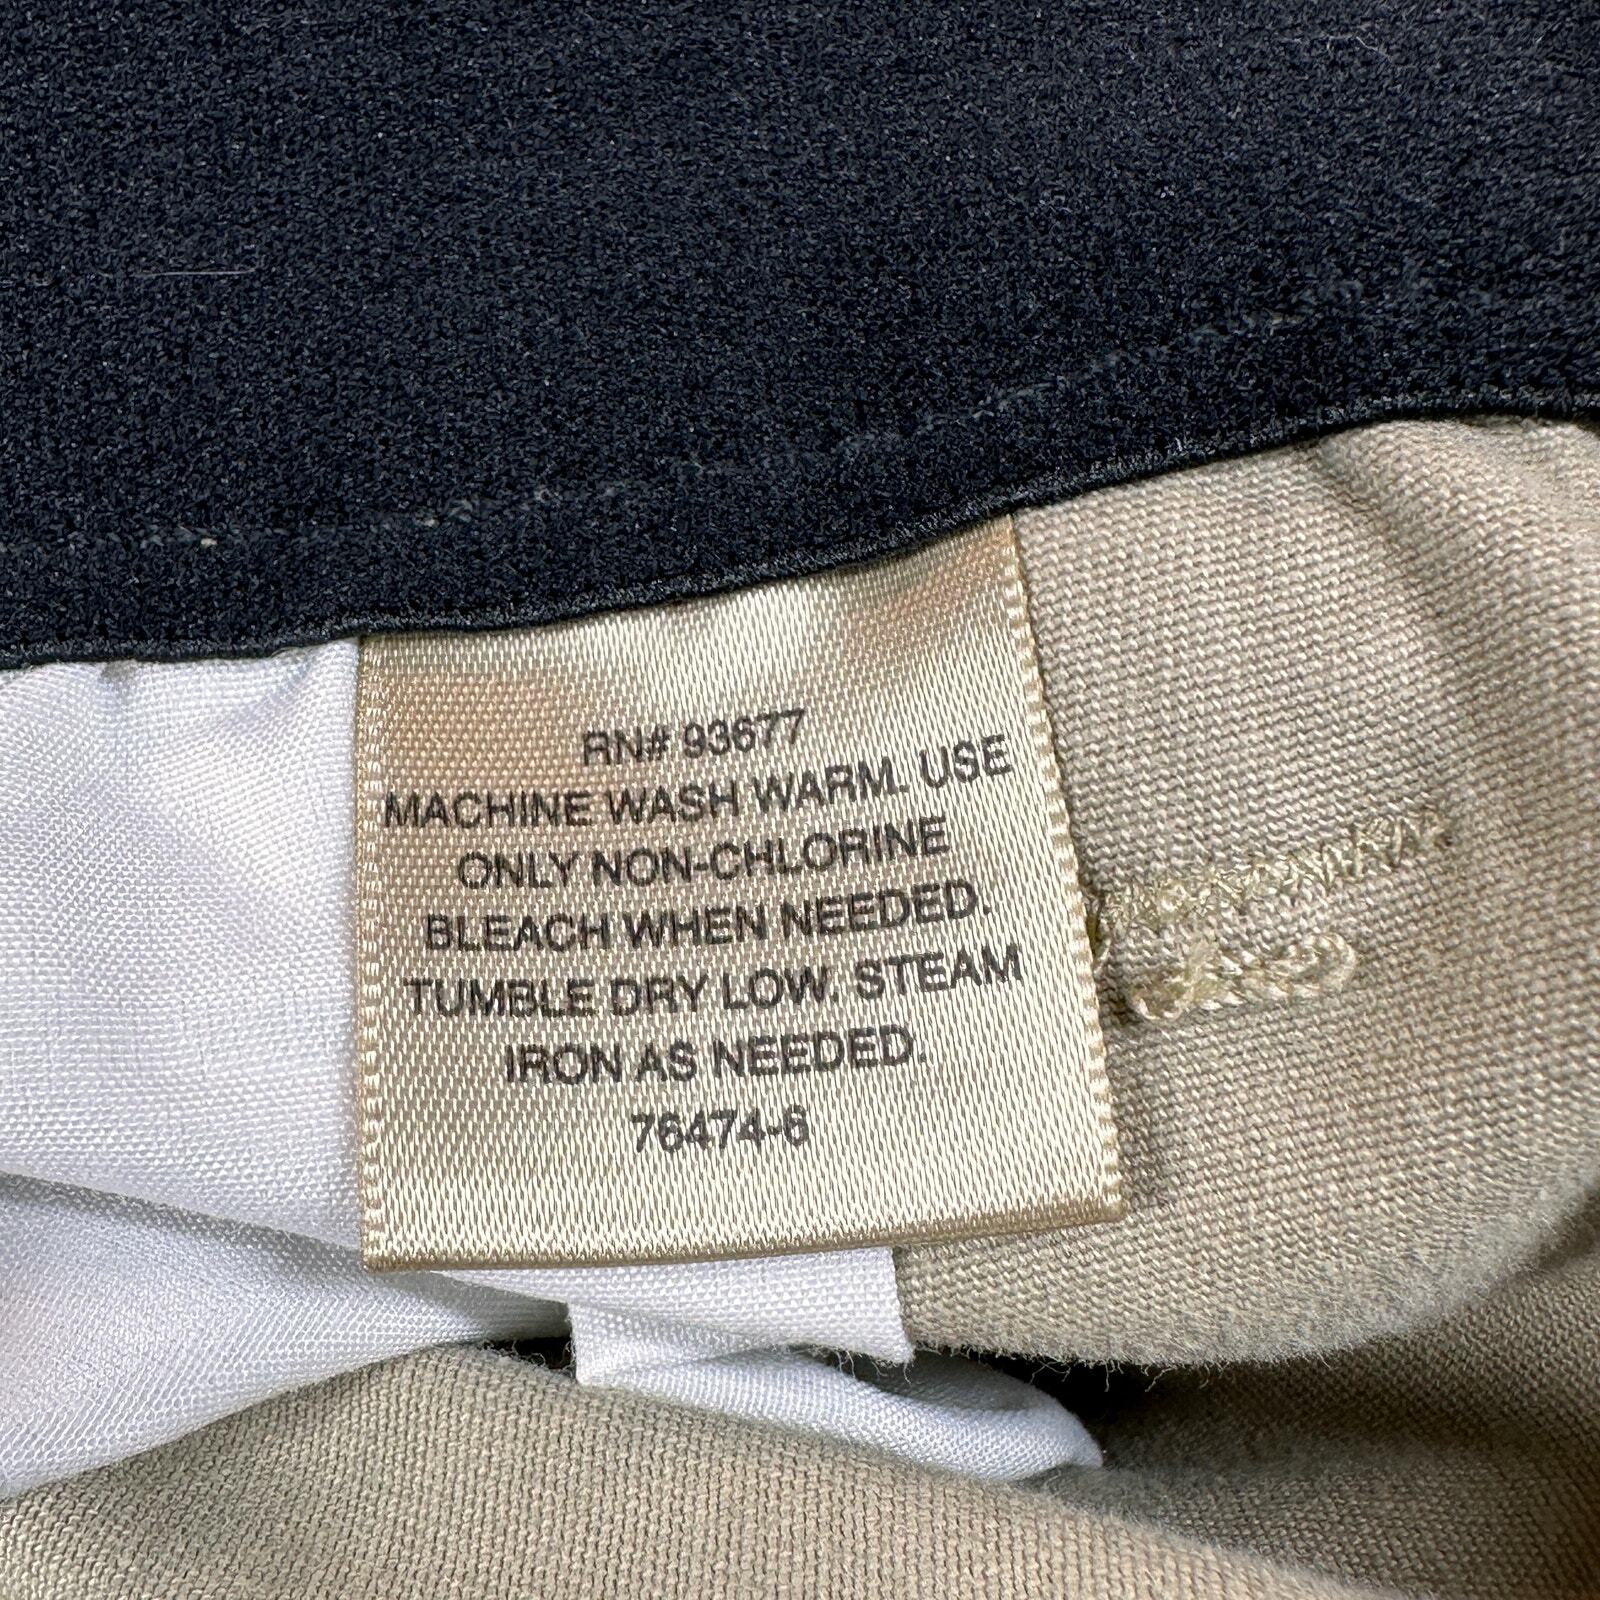 RN# 93677
MACHINE WASH WARM. USE
ONLY NON-CHLORINE
BLEACH WHEN NEEDED.
TUMBLE DRY LOW. STEAM
IRON AS NEEDED.
76474-6